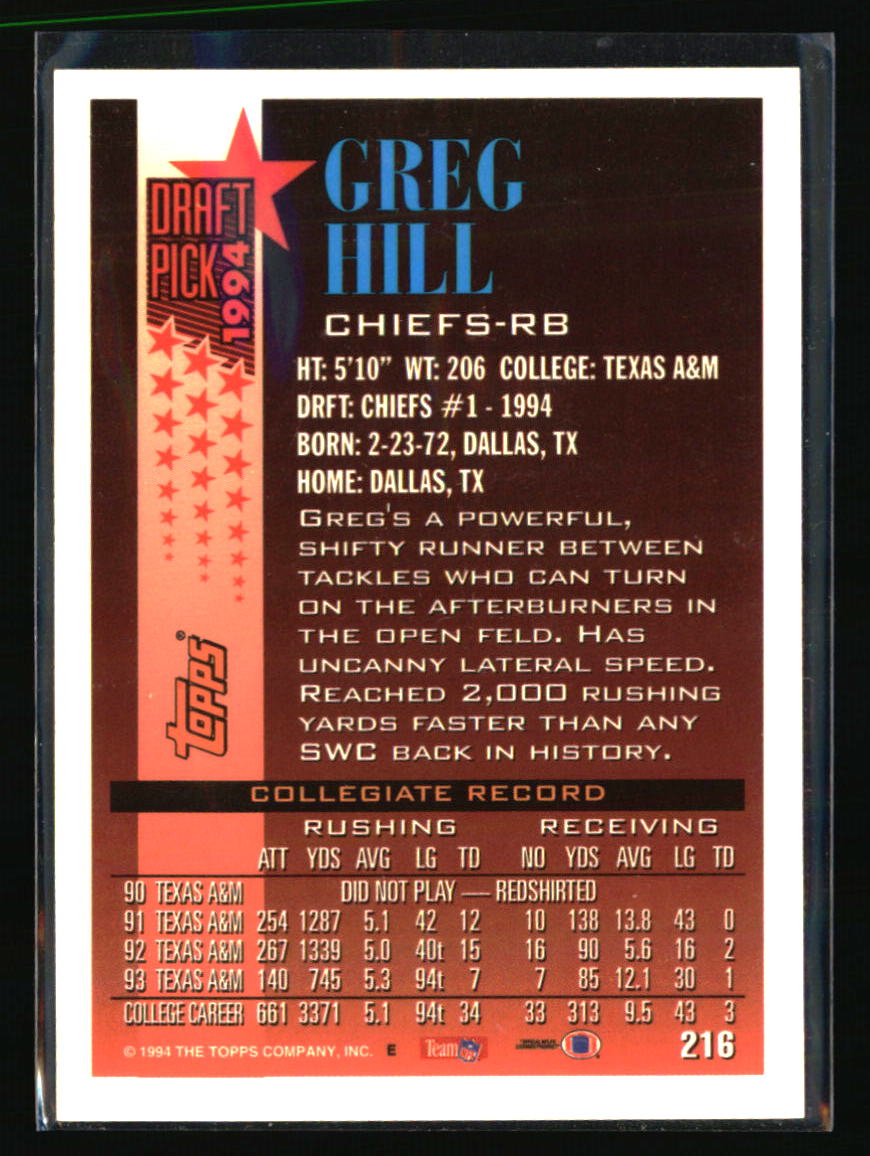 DRAFT
PICK
1994
GREG
HILL
CHIEFS-RB
HT: 5'10" WT: 206 COLLEGE: TEXAS A&M
DRFT: CHIEFS #1 - 1994
BORN: 2-23-72, DALLAS, TX
HOME: DALLAS, TX
GREG'S A POWERFUL,
SHIFTY RUNNER BETWEEN
TACKLES WHO CAN TURN
ON THE AFTERBURNERS IN
THE OPEN FELD. HAS
UNCANNY LATERAL SPEED.
REACHED 2,000 RUSHING
YARDS FASTER THAN ANY
SWC BACK IN HISTORY.
TOPPS®
COLLEGIATE RECORD
RUSHING RECEIVING
ATT YDS AVG LG TD NO YDS AVG LG TD
90 TEXAS A&M DID NOT PLAY — REDSHIRTED
91 TEXAS A&M 254 1287 5.1 42 12 10 138 13.8 43 0
92 TEXAS A&M 267 1339 5.0 40t 15 16 90 5.6 16 2
93 TEXAS A&M 140 745 5.3 94t 7 7 85 12.1 30 1
COLLEGE CAREER 661 3371 5.1 94t 34 33 313 9.5 43 3
© 1994 THE TOPPS COMPANY, INC. E Team NFL 216